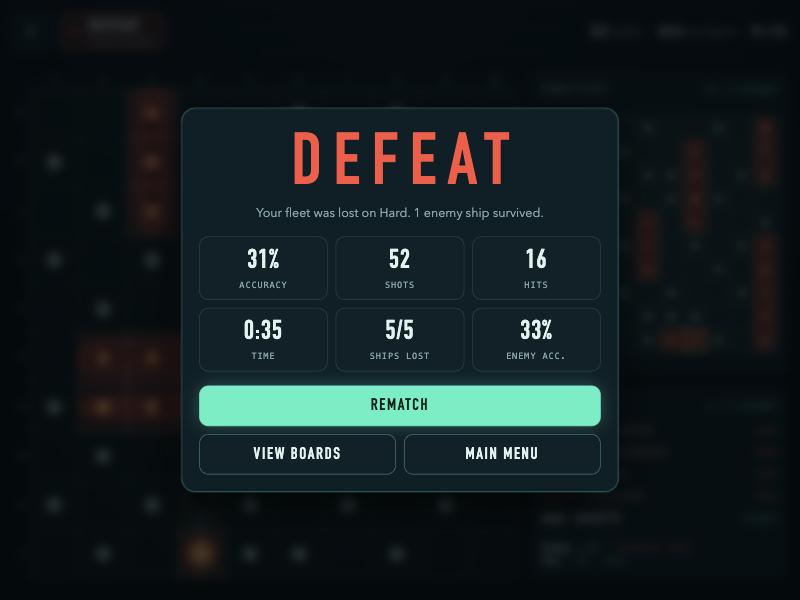 DEFEAT
Your fleet was lost on Hard. 1 enemy ship survived.
31% 52 16
ACCURACY SHOTS HITS
0:35 5/5 33%
TIME SHIPS LOST ENEMY ACC.
REMATCH
VIEW BOARDS MAIN MENU